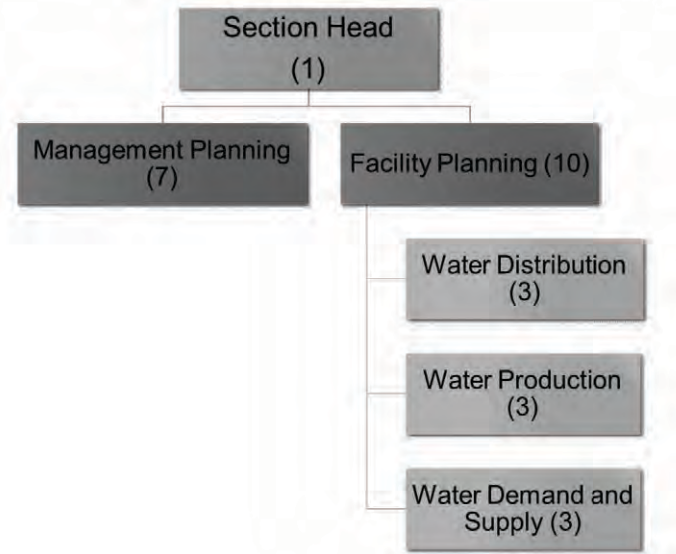 Section Head
(1)
Management Planning
(7)
Facility Planning (10)
Water Distribution
(3)
Water Production
(3)
Water Demand and
Supply (3)